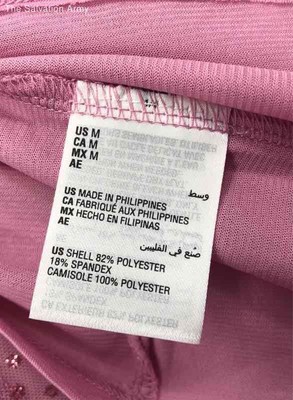 The Salvation Army
US M
CA M
MX M
AE وسط
US MADE IN PHILIPPINES
CA FABRIQUÉ AUX PHILIPPINES
MX HECHO EN FILIPINAS
AE صنع في الفلبين
US SHELL 82% POLYESTER
18% SPANDEX
CAMISOLE 100% POLYESTER